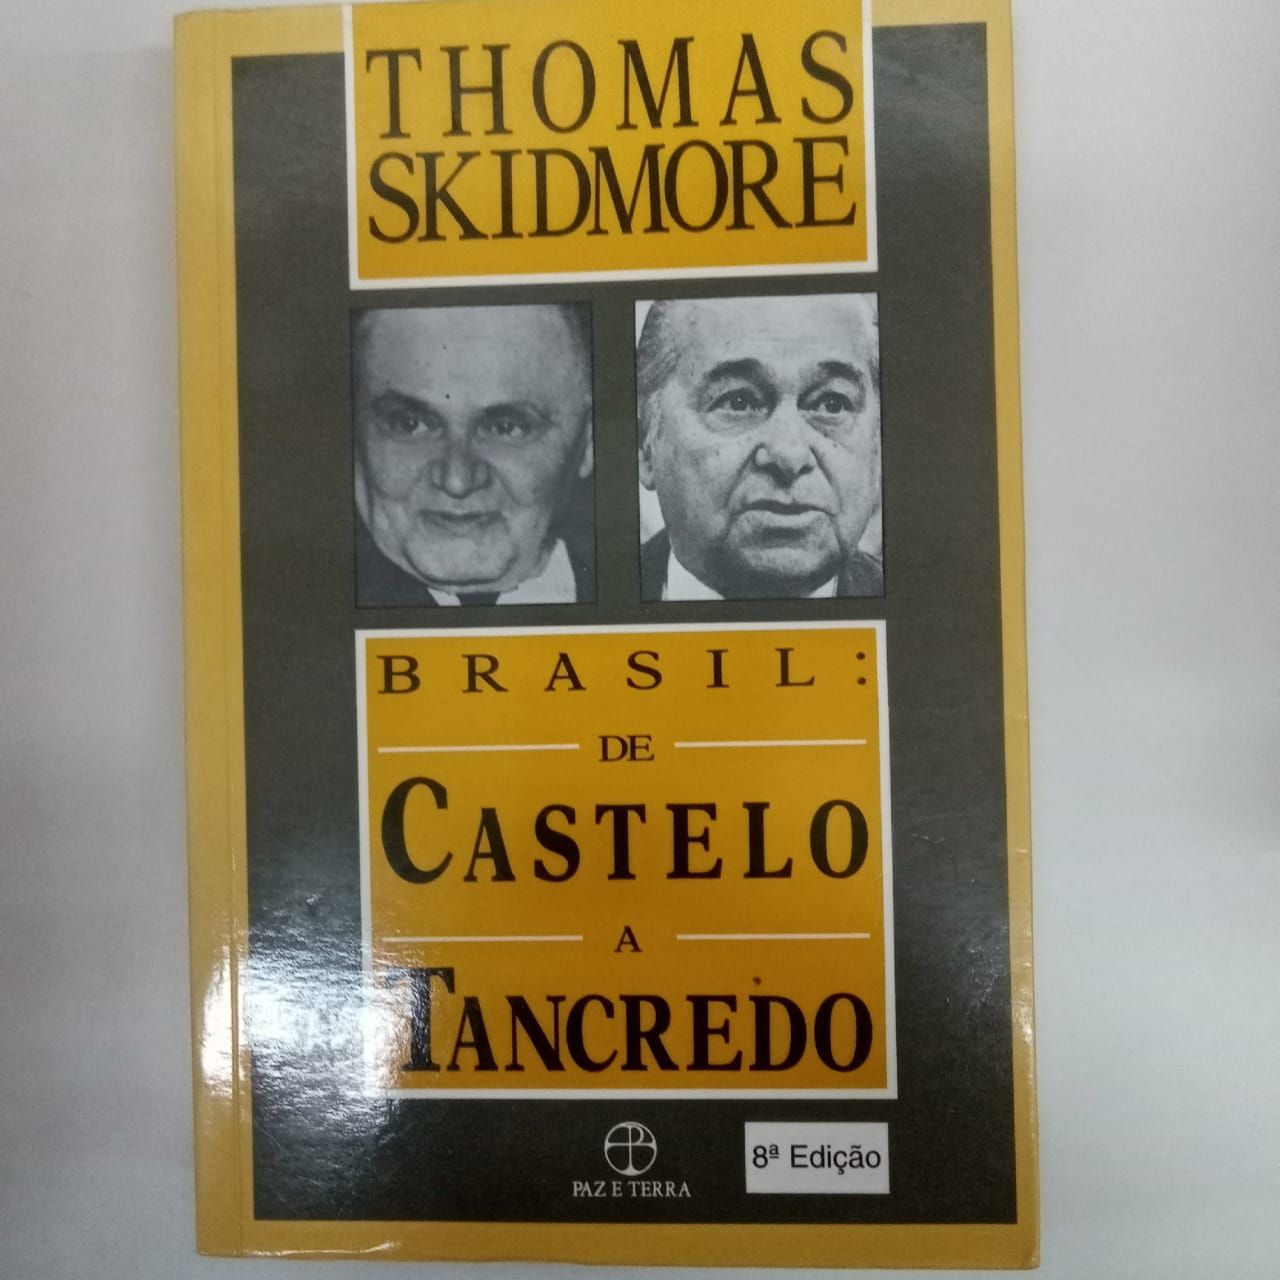 THOMAS
SKIDMORE
BRASIL:
DE
CASTELO
A
TANCREDO
PAZ E TERRA
8ª Edição